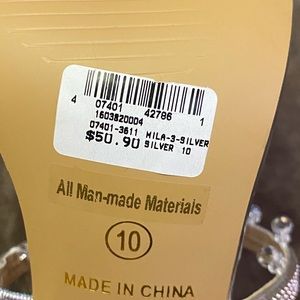 4 07401 42786 1
1603820004
07401-3611 MILA-3-SILVER
$50.90 SILVER 10
All Man-made Materials
10
MADE IN CHINA